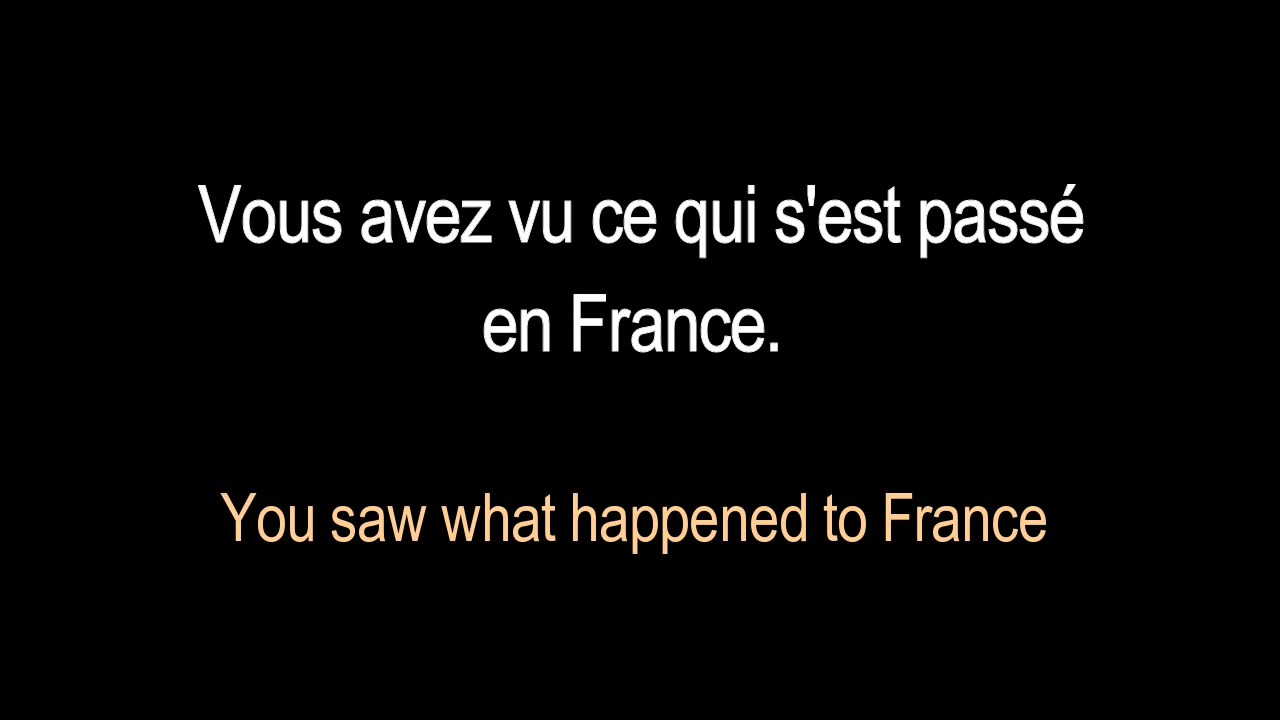 Vous avez vu ce qui s'est passé
en France.
You saw what happened to France